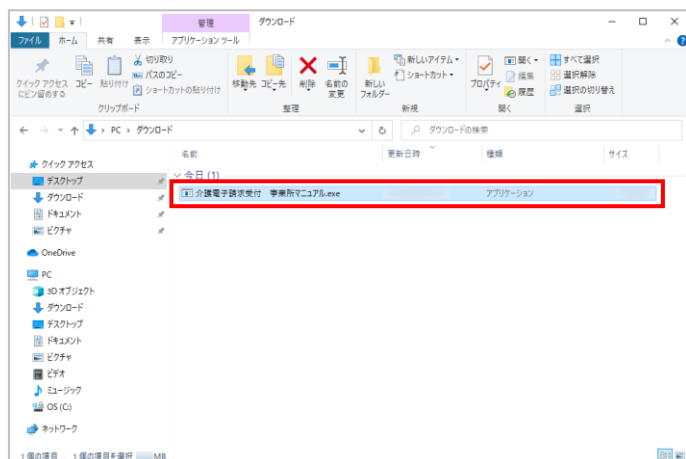 管理 ダウンロード
ファイル ホーム 共有 表示 アプリケーション ツール
クイック アクセスにピン留めする
コピー
貼り付け
切り取り
パスのコピー
ショートカットの貼り付け
クリップボード
移動先 コピー先 削除 名前の変更
整理
新しいフォルダー
新しいアイテム
ショートカット
新規
プロパティ
開く
編集
履歴
開く
すべて選択
選択解除
選択の切り替え
選択
PC > ダウンロード
ダウンロードの検索
名前 更新日時 種類 サイズ
今日 (1)
介護電子請求受付 事業所マニュアル.exe アプリケーション
クイック アクセス
デスクトップ
ダウンロード
ドキュメント
ピクチャ
OneDrive
PC
3D オブジェクト
ダウンロード
デスクトップ
ドキュメント
ピクチャ
ビデオ
ミュージック
OS (C:)
ネットワーク
1 個の項目 1 個の項目を選択 MB